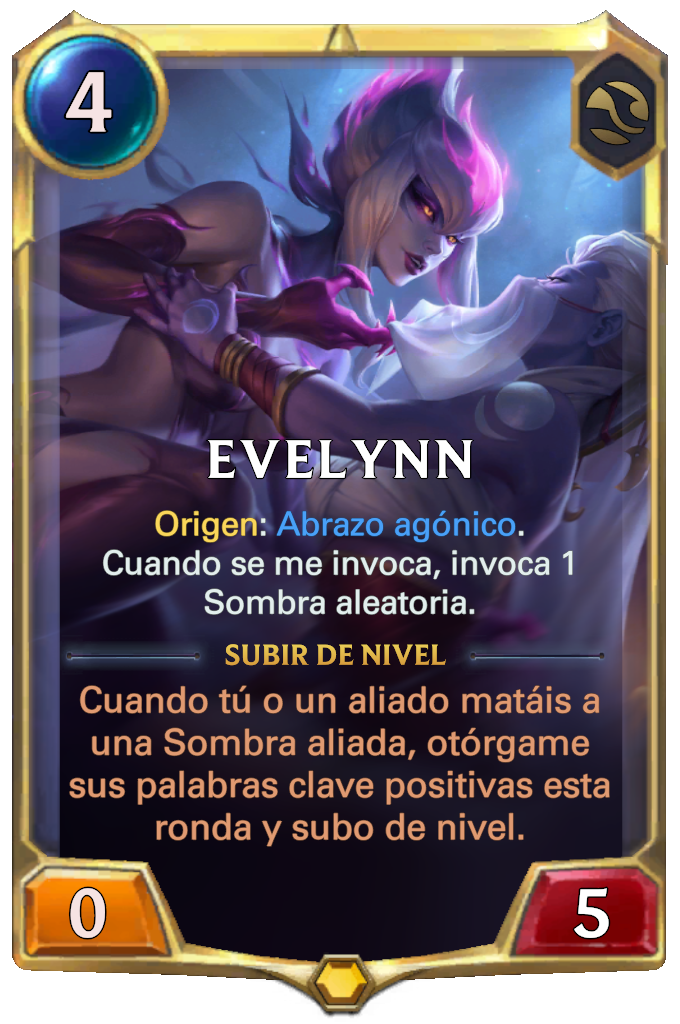 4
EVELYNN
Origen: Abrazo agónico.
Cuando se me invoca, invoca 1
Sombra aleatoria.
SUBIR DE NIVEL
Cuando tú o un aliado matáis a
una Sombra aliada, otórgame
sus palabras clave positivas esta
ronda y subo de nivel.
0
5